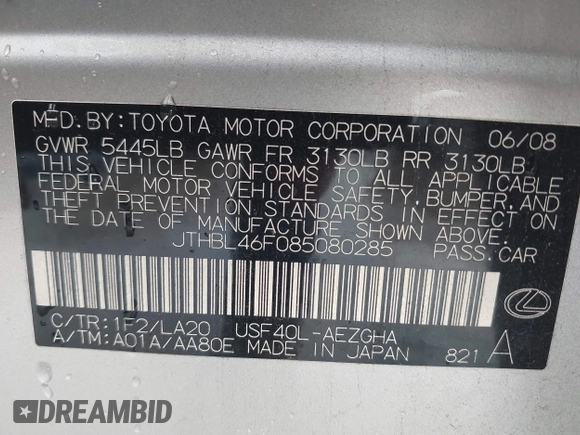 MFD.BY:TOYOTA MOTOR CORPORATION 06/08
GVWR 5445LB GAWR FR 3130LB RR 3130LB
THIS VEHICLE CONFORMS TO ALL APPLICABLE
FEDERAL MOTOR VEHICLE SAFETY,BUMPER,AND
THEFT PREVENTION STANDARDS IN EFFECT ON
THE DATE OF MANUFACTURE SHOWN ABOVE.
JTHBL46F085080285 PASS.CAR
C/TR:1F2/LA20 USF40L-AEZGHA
A/TM:A01A/AA80E MADE IN JAPAN 821 A
DREAMBID